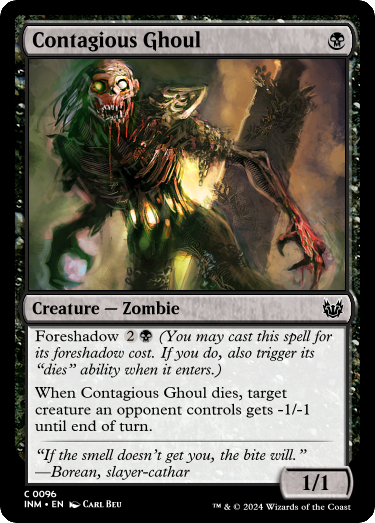 Contagious Ghoul
Creature — Zombie
Foreshadow 2 (You may cast this spell for
its foreshadow cost. If you do, also trigger its
“dies” ability when it enters.)
When Contagious Ghoul dies, target
creature an opponent controls gets -1/-1
until end of turn.
“If the smell doesn't get you, the bite will.”
—Borean, slayer-cathar
1/1
C 0096
INM • EN Carl Beu
™ & © 2024 Wizards of the Coast